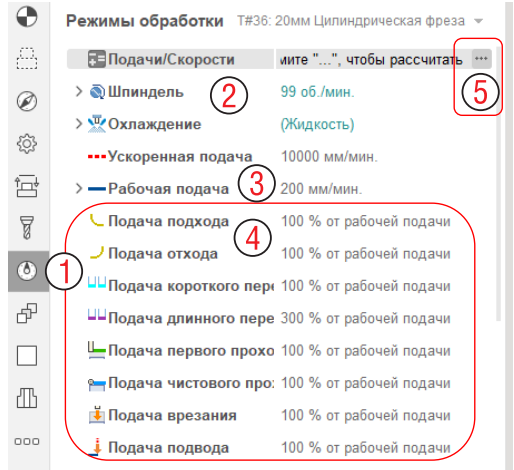 Режимы обработки T#36: 20мм Цилиндрическая фреза
Подачи/Скорости мите "...", чтобы рассчитать ...
5
Шпиндель 2 99 об./мин.
Охлаждение (Жидкость)
Ускоренная подача 10000 мм/мин.
Рабочая подача 3 200 мм/мин.
Подача подхода 100 % от рабочей подачи
4
Подача отхода 100 % от рабочей подачи
1
Подача короткого пере 100 % от рабочей подачи
Подача длинного пере 300 % от рабочей подачи
Подача первого прохо 100 % от рабочей подачи
Подача чистового про: 100 % от рабочей подачи
Подача врезания 100 % от рабочей подачи
Подача подвода 100 % от рабочей подачи